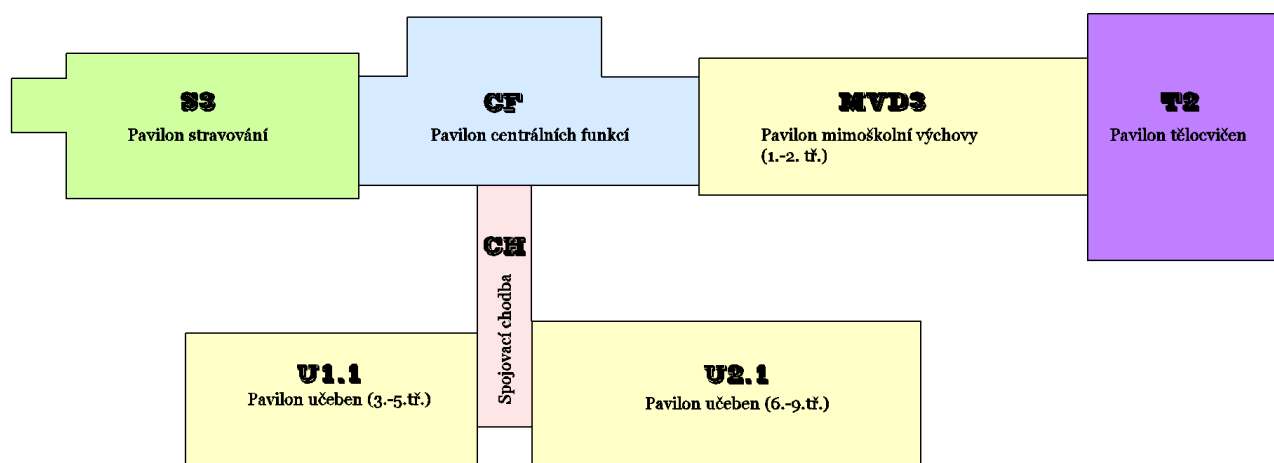 S3
Pavilon stravování
CF
Pavilon centrálních funkcí
MVD3
Pavilon mimoškolní výchovy
(1.-2. tř.)
T2
Pavilon tělocvičen
CH
Spojovací chodba
U1.1
Pavilon učeben (3.-5.tř.)
U2.1
Pavilon učeben (6.-9.tř.)